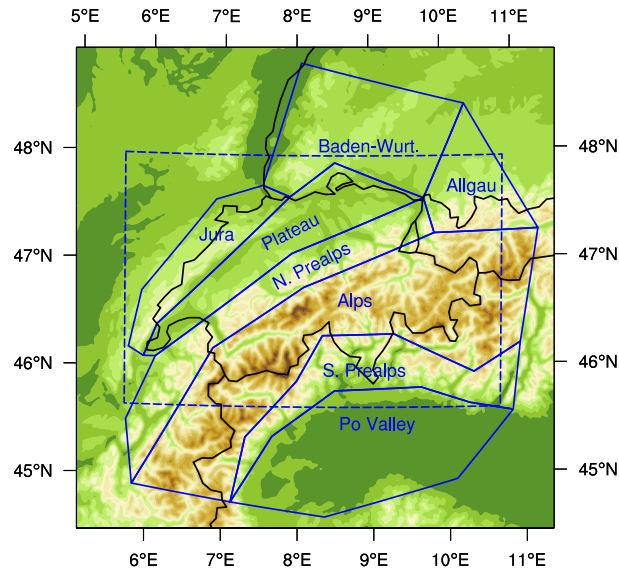 5°E 6°E 7°E 8°E 9°E 10°E 11°E
48°N Baden-Wurt. 48°N
Allgau
Jura Plateau
47°N N. Prealps 47°N
Alps
46°N S. Prealps 46°N
Po Valley
45°N 45°N
6°E 7°E 8°E 9°E 10°E 11°E